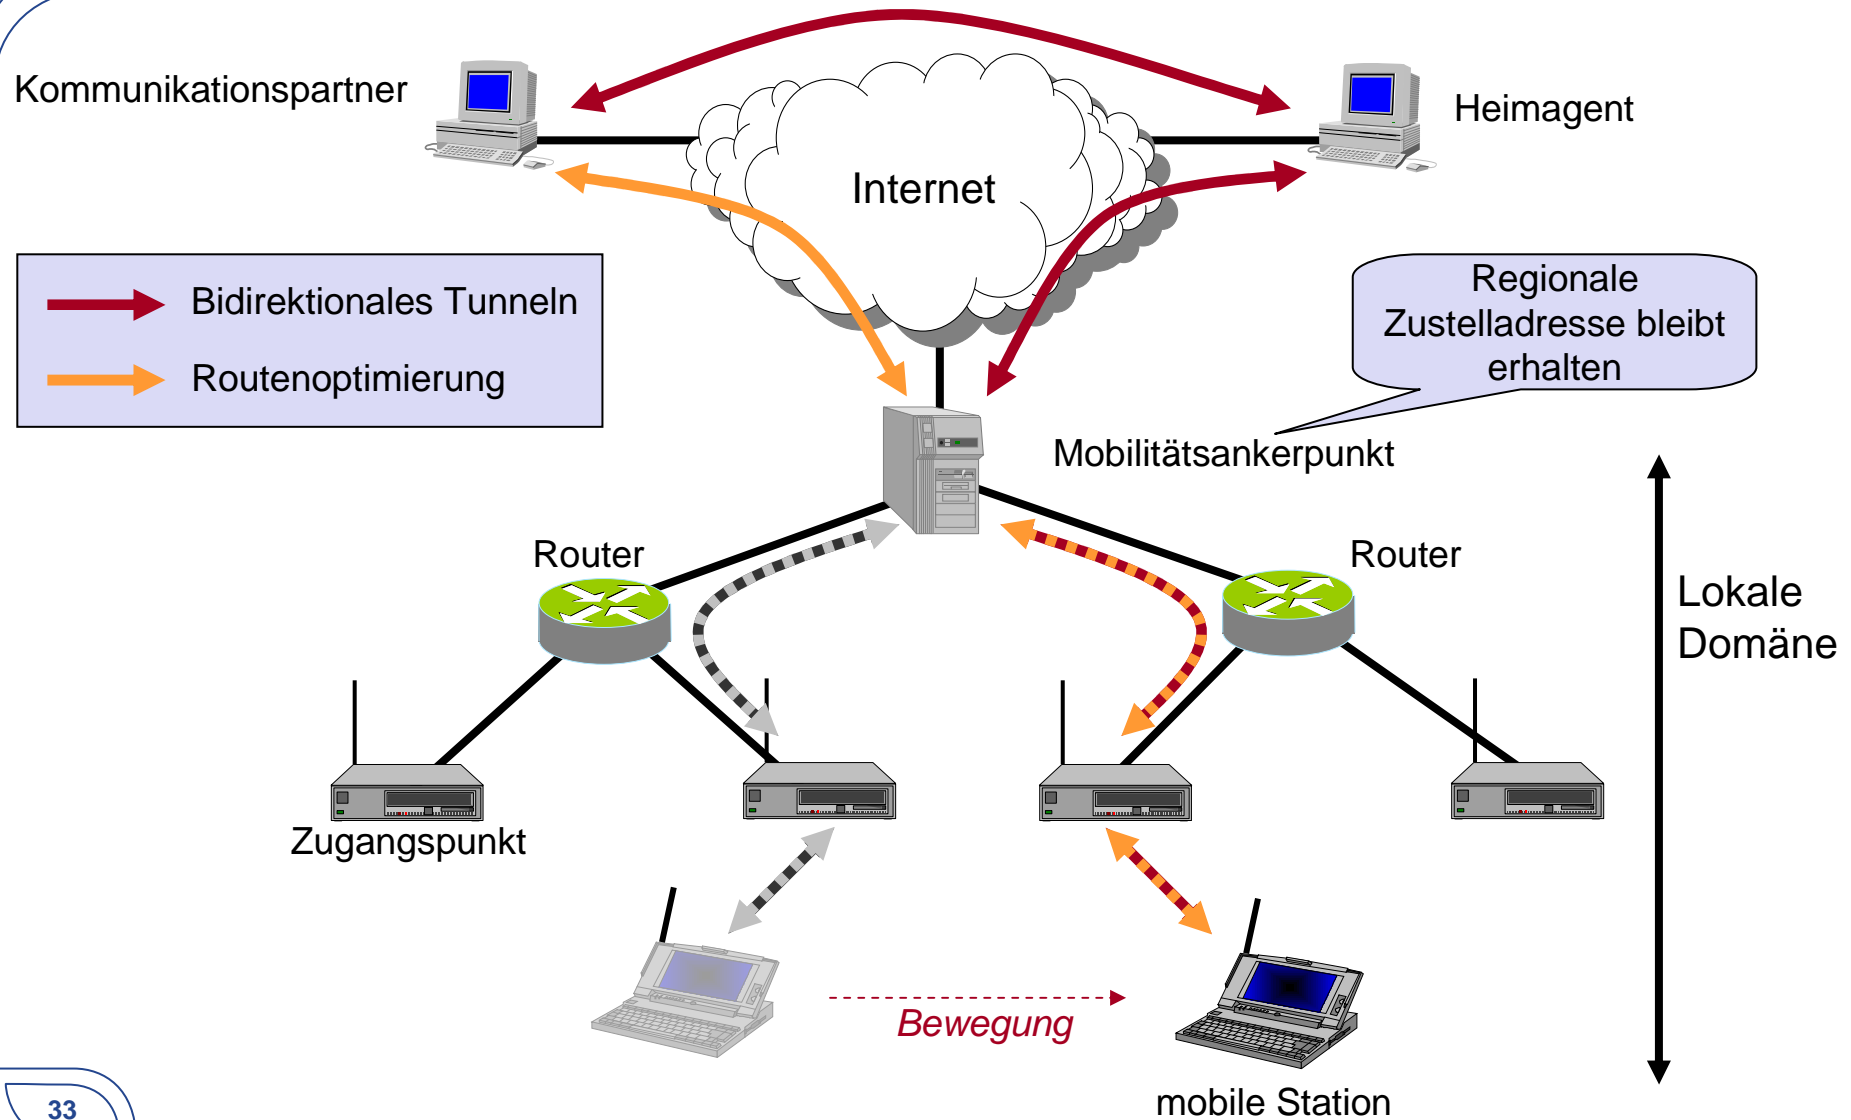 Kommunikationspartner
Heimagent
Internet
Bidirektionales Tunneln
Routenoptimierung
Regionale
Zustelladresse bleibt
erhalten
Mobilitätsankerpunkt
Router
Router
Lokale
Domäne
Zugangspunkt
Bewegung
mobile Station
33